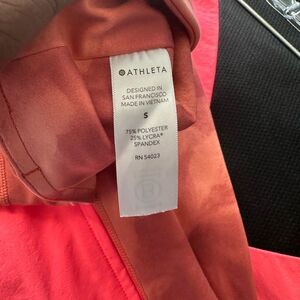 ATHLETA
DESIGNED IN
SAN FRANCISCO
MADE IN VIETNAM
S
75% POLYESTER
25% LYCRA®
SPANDEX
RN 54023